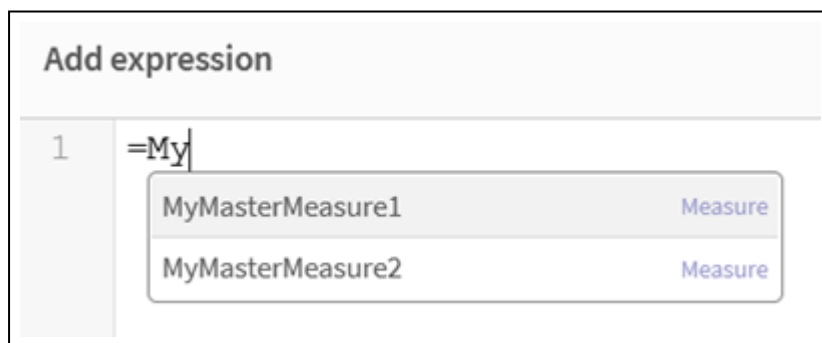 Add expression
1 =My
MyMasterMeasure1 Measure
MyMasterMeasure2 Measure